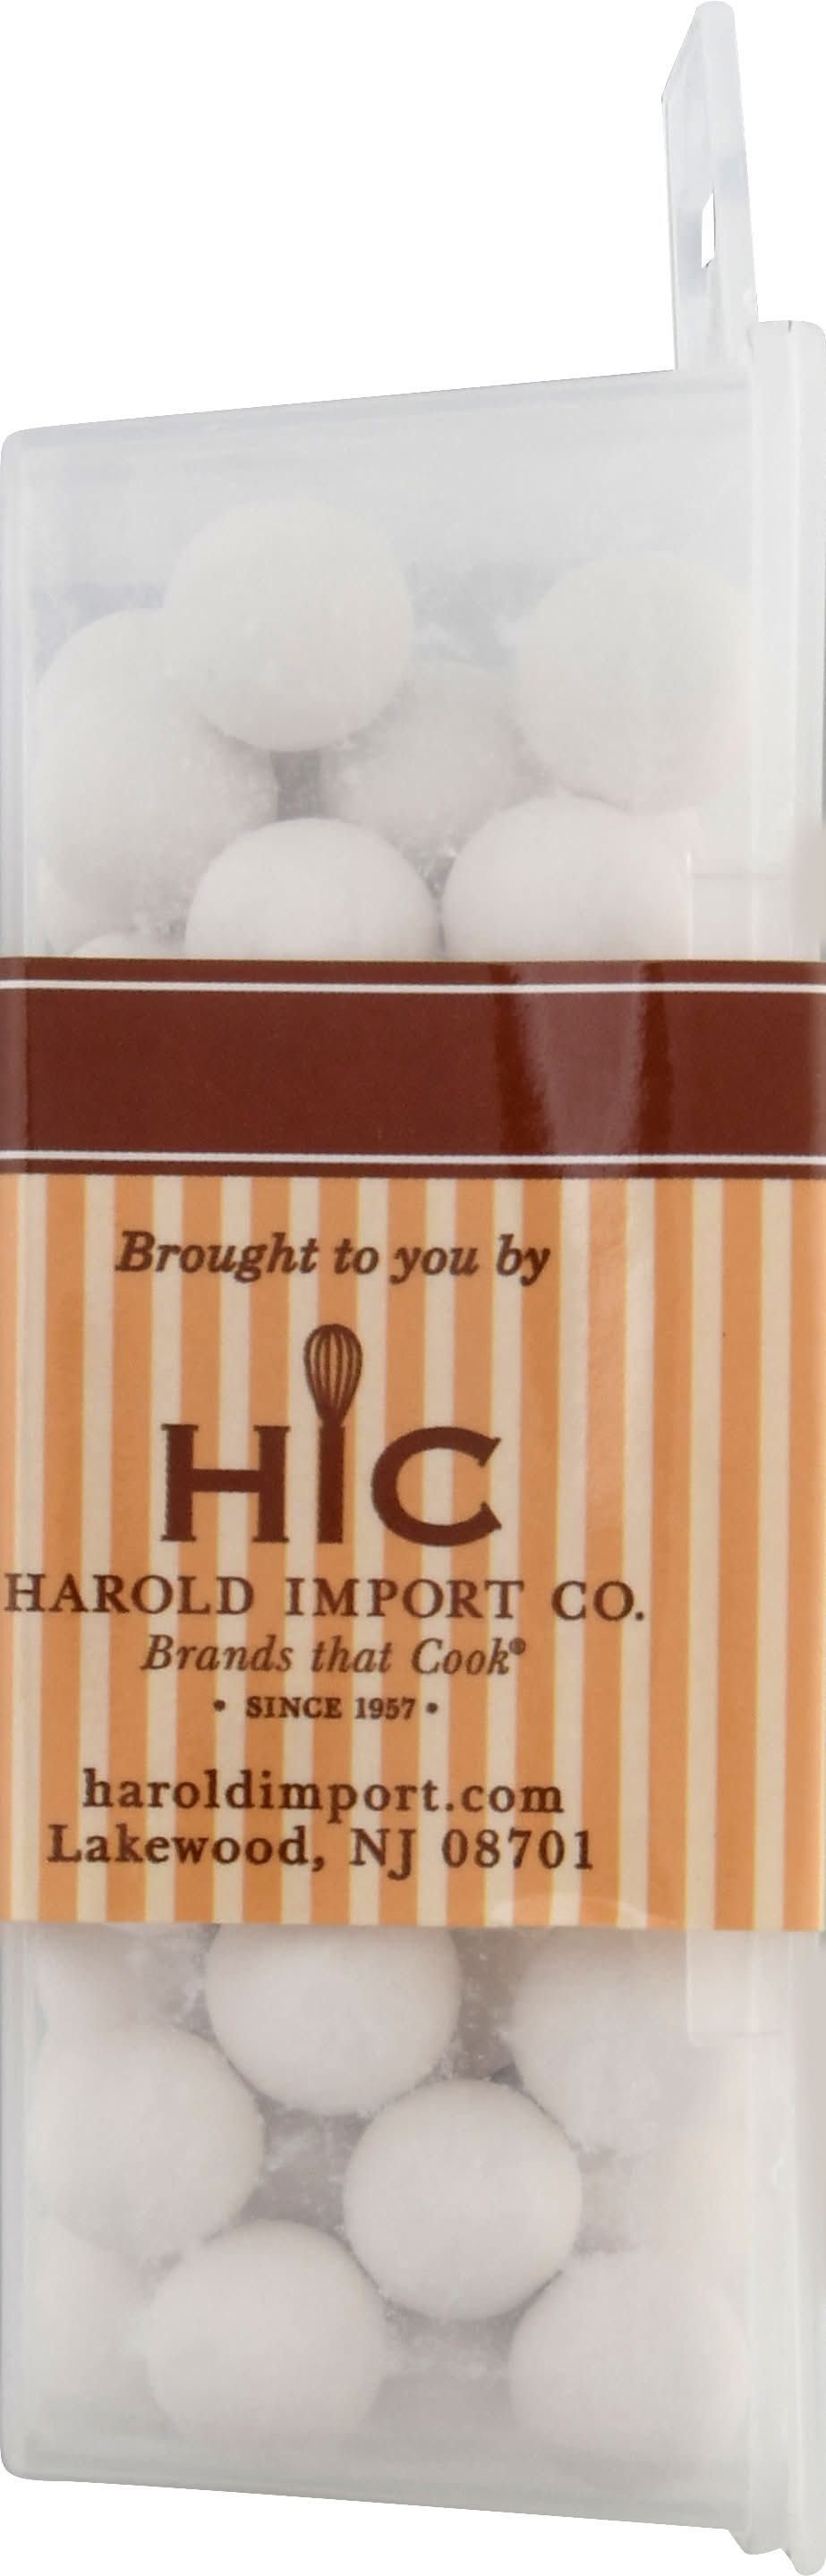 Brought to you by
HIC
HAROLD IMPORT CO.
Brands that Cook®
• SINCE 1957 •
haroldimport.com
Lakewood, NJ 08701